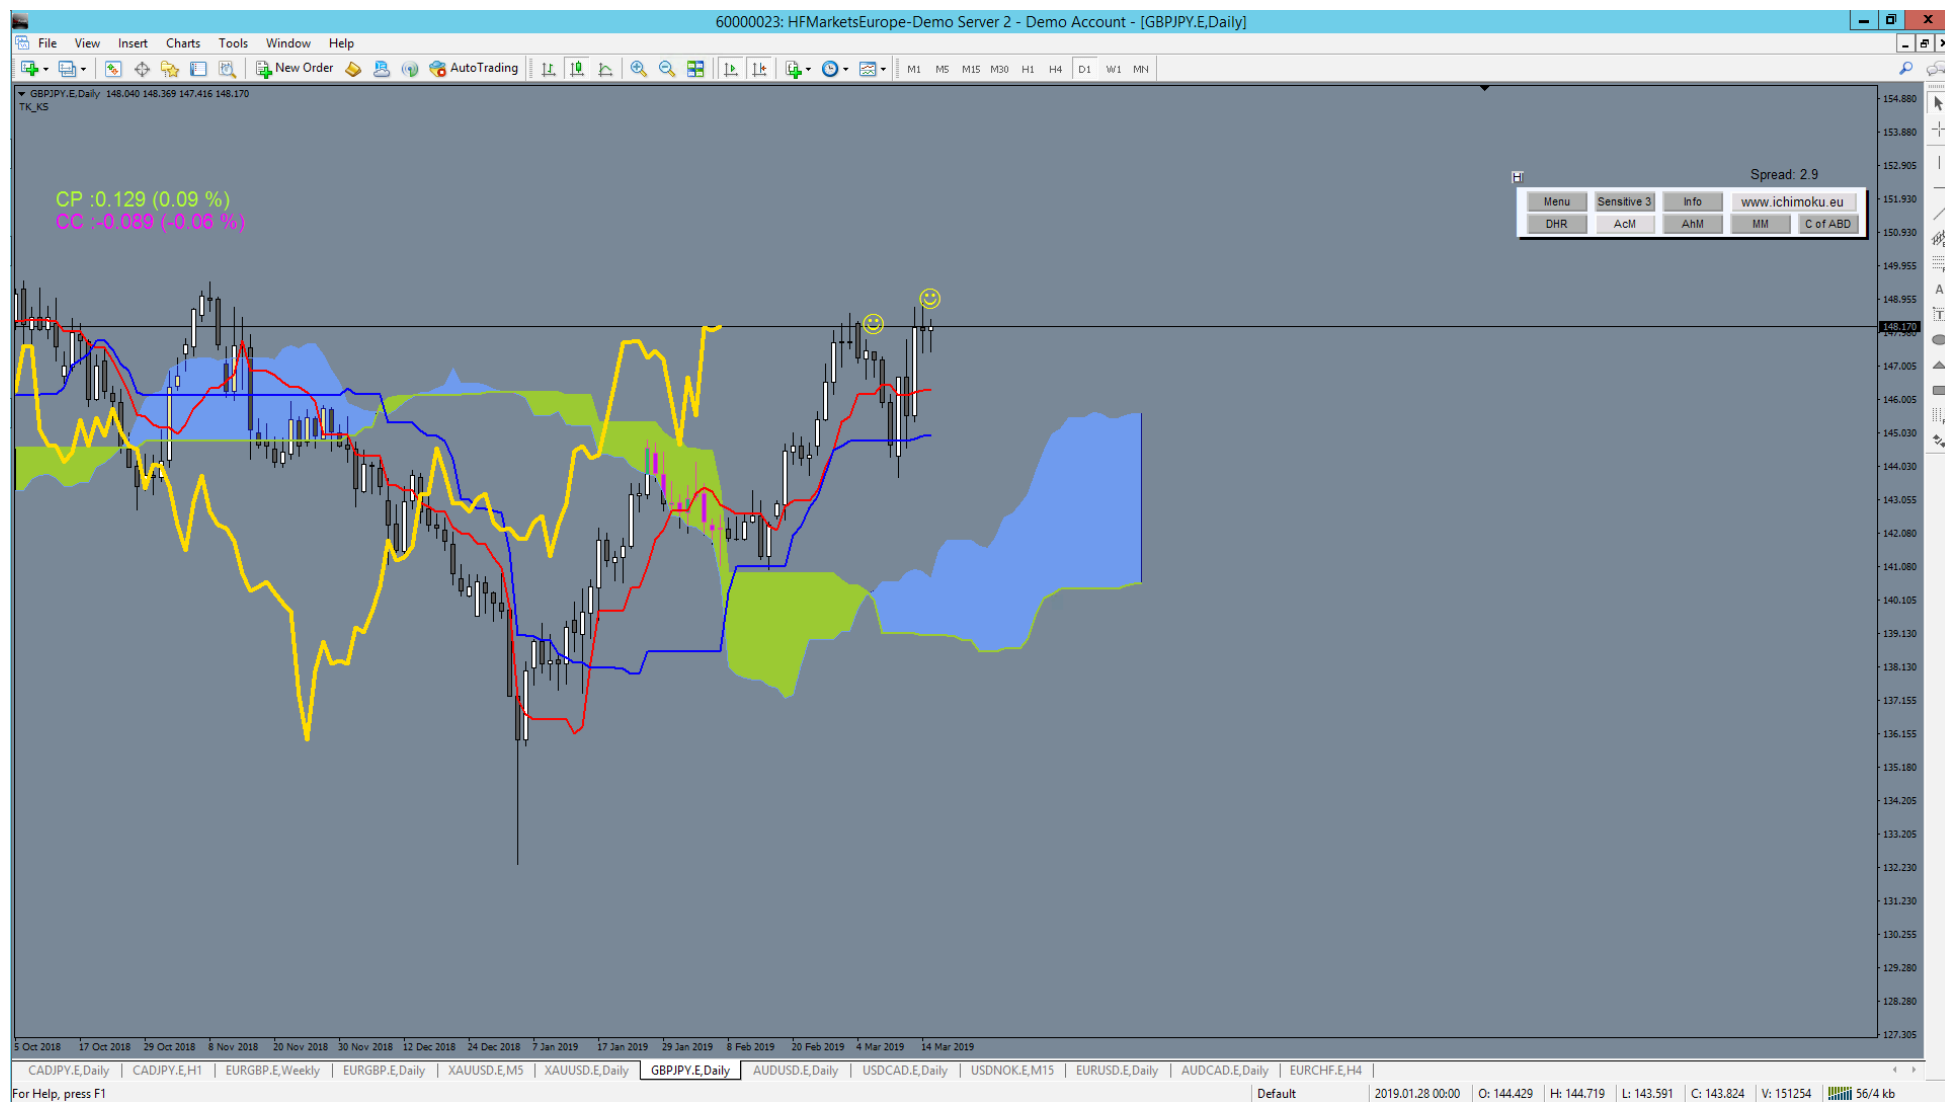 60000023: HFMarketsEurope-Demo Server 2 - Demo Account - [GBPJPY.E,Daily]
File View Insert Charts Tools Window Help
New Order AutoTrading M1 M5 M15 M30 H1 H4 D1 W1 MN
GBPJPY.E,Daily 148.040 148.369 147.416 148.170
TK_KS
154.880
153.880
152.905
Spread: 2.9
H
CP :0.129 (0.09 %)
Menu Sensitive 3 Info www.ichimoku.eu
151.930
CC :-0.089 (-0.06 %)
DHR AcM AhM MM C of ABD
150.930
149.955
148.955
148.170
147.005
146.005
145.030
144.030
143.055
142.080
141.080
140.105
139.130
138.130
137.155
136.155
135.180
134.205
133.205
132.230
131.230
130.255
129.280
128.280
127.305
5 Oct 2018 17 Oct 2018 29 Oct 2018 8 Nov 2018 20 Nov 2018 30 Nov 2018 12 Dec 2018 24 Dec 2018 7 Jan 2019 17 Jan 2019 29 Jan 2019 8 Feb 2019 20 Feb 2019 4 Mar 2019 14 Mar 2019
CADJPY.E,Daily | CADJPY.E,H1 | EURGBP.E,Weekly | EURGBP.E,Daily | XAUUSD.E,M5 | XAUUSD.E,Daily | GBPJPY.E,Daily | AUDUSD.E,Daily | USDCAD.E,Daily | USDNOK.E,M15 | EURUSD.E,Daily | AUDCAD.E,Daily | EURCHF.E,H4 |
For Help, press F1 Default 2019.01.28 00:00 O: 144.429 H: 144.719 L: 143.591 C: 143.824 V: 151254 56/4 kb